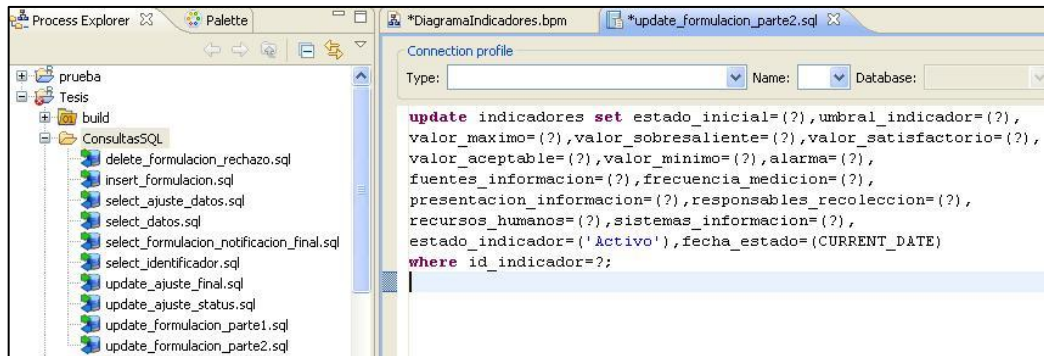 Process Explorer
Palette
prueba
Tesis
build
ConsultasSQL
delete_formulacion_rechazo.sql
insert_formulacion.sql
select_ajuste_datos.sql
select_datos.sql
select_formulacion_notificacion_final.sql
select_identificador.sql
update_ajuste_final.sql
update_ajuste_status.sql
update_formulacion_parte1.sql
update_formulacion_parte2.sql
*DiagramaIndicadores.bpm
*update_formulacion_parte2.sql
Connection profile
Type: Name: Database:
update indicadores set estado_inicial=(?),umbral_indicador=(?),
valor_maximo=(?),valor_sobresaliente=(?),valor_satisfactorio=(?),
valor_aceptable=(?),valor_minimo=(?),alarma=(?),
fuentes_informacion=(?),frecuencia_medicion=(?),
presentacion_informacion=(?),responsables_recoleccion=(?),
recursos_humanos=(?),sistemas_informacion=(?),
estado_indicador=('Activo'),fecha_estado=(CURRENT_DATE)
where id_indicador=?;